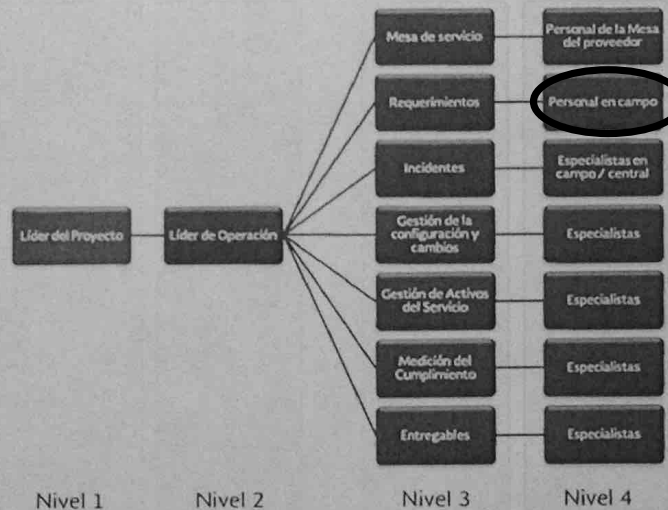 Mesa de servicio
Personal de la Mesa
del proveedor
Requerimientos
Personal en campo
Incidentes
Especialistas en
campo / central
Líder del Proyecto
Líder de Operación
Gestión de la
configuración y
cambios
Especialistas
Gestión de Activos
del Servicio
Especialistas
Medición del
Cumplimiento
Especialistas
Entregables
Especialistas
Nivel 1
Nivel 2
Nivel 3
Nivel 4